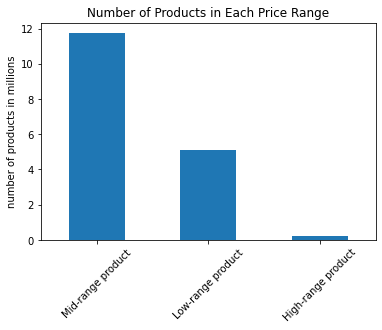 Number of Products in Each Price Range
number of products in millions
12
10
8
6
4
2
0
Mid-range product
Low-range product
High-range product